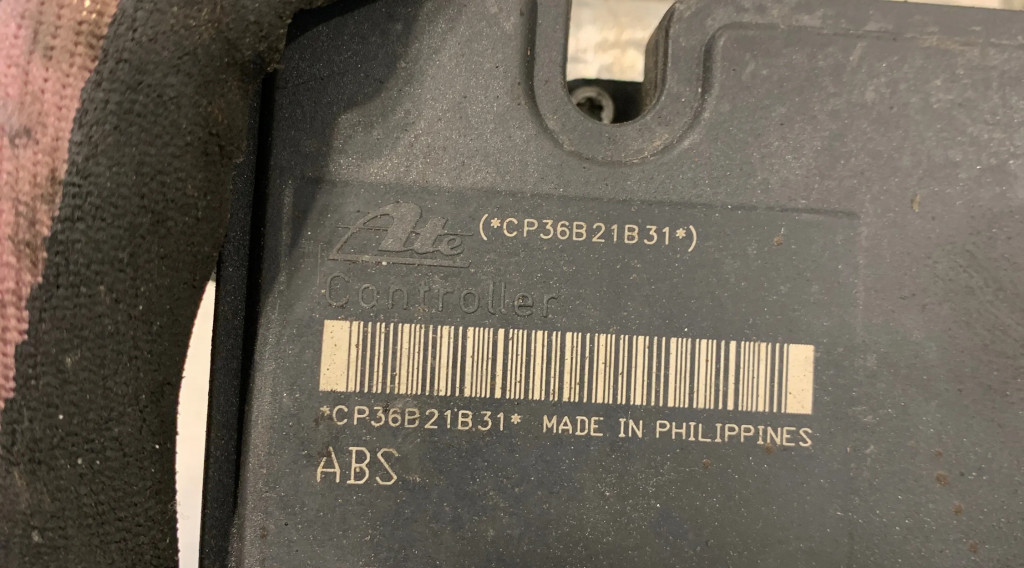 Ate (*CP36B21B31*)
Controller
*CP36B21B31* MADE IN PHILIPPINES
ABS